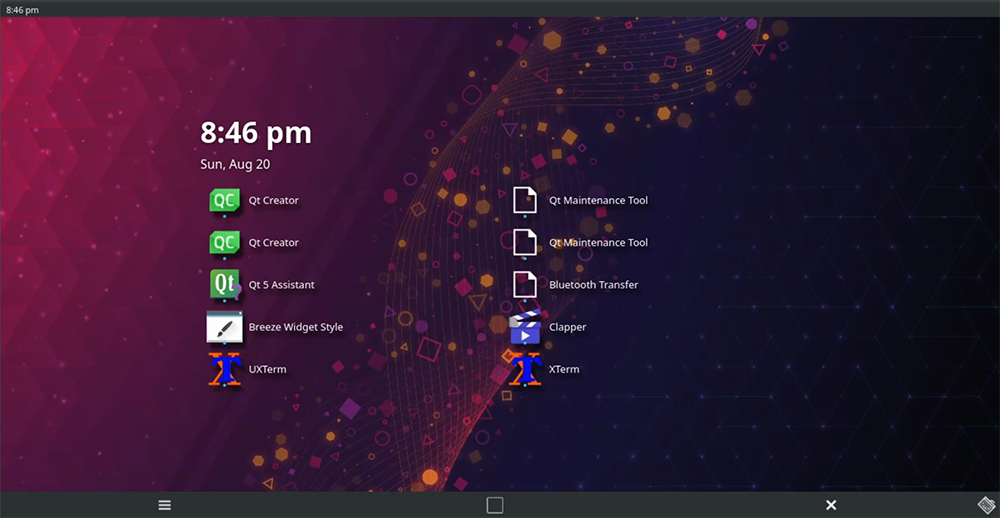 8:46 pm
8:46 pm
Sun, Aug 20
QC Qt Creator
Qt Maintenance Tool
QC Qt Creator
Qt Maintenance Tool
Qt Qt 5 Assistant
Bluetooth Transfer
Breeze Widget Style
Clapper
UXTerm
XTerm